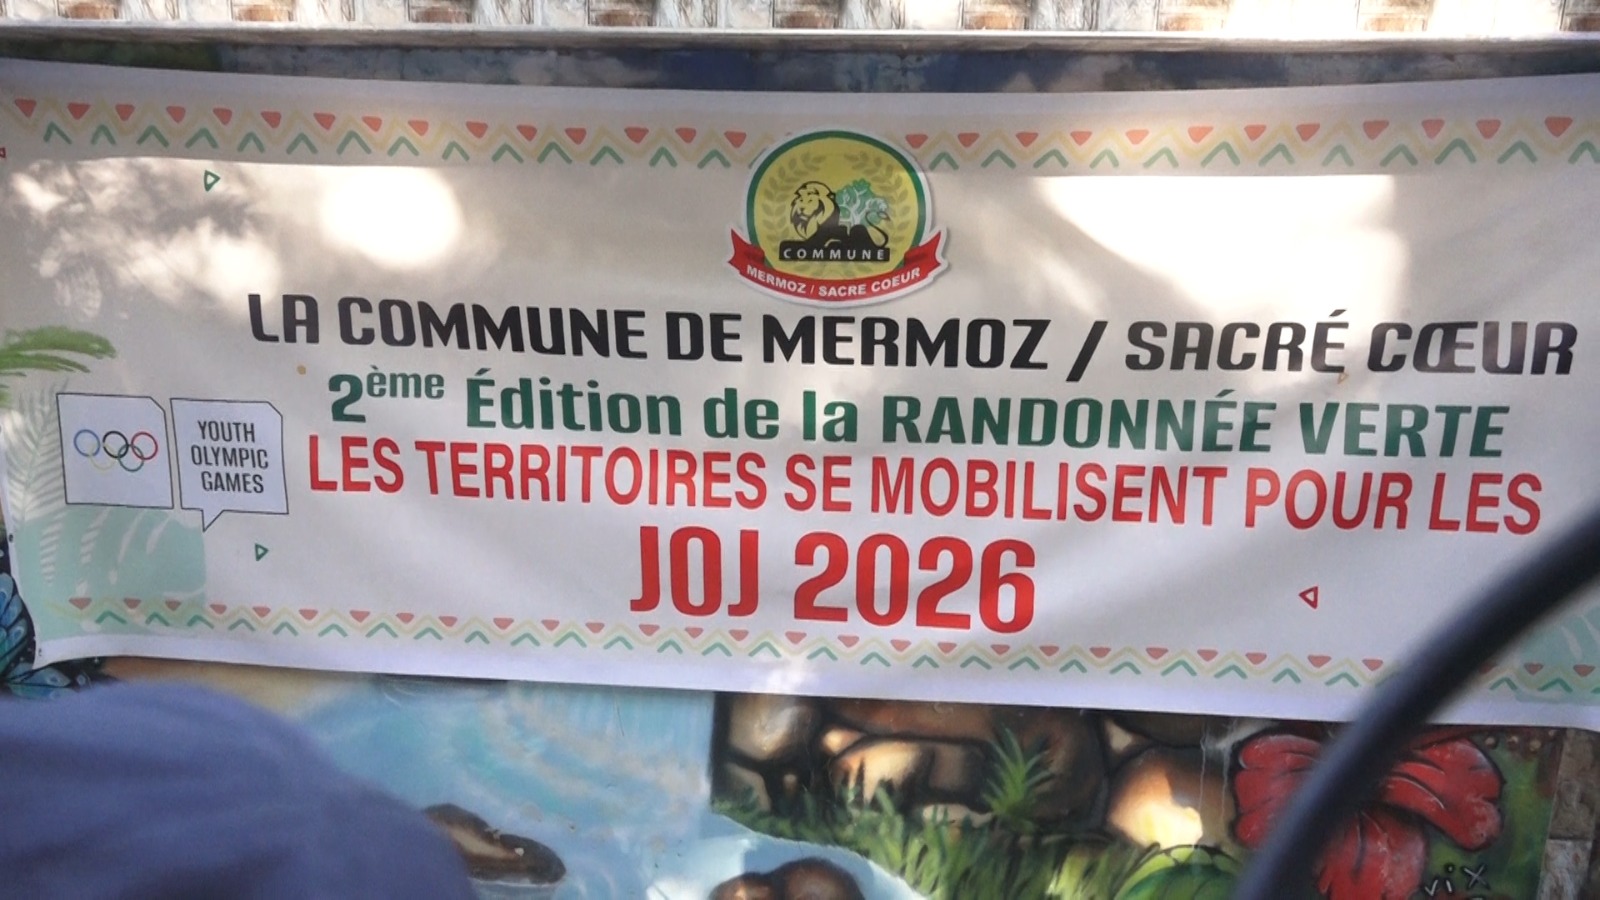 COMMUNE
MERMOZ / SACRE COEUR
LA COMMUNE DE MERMOZ / SACRÉ CŒUR
2ème Édition de la RANDONNÉE VERTE
LES TERRITOIRES SE MOBILISENT POUR LES
JOJ 2026
YOUTH
OLYMPIC
GAMES